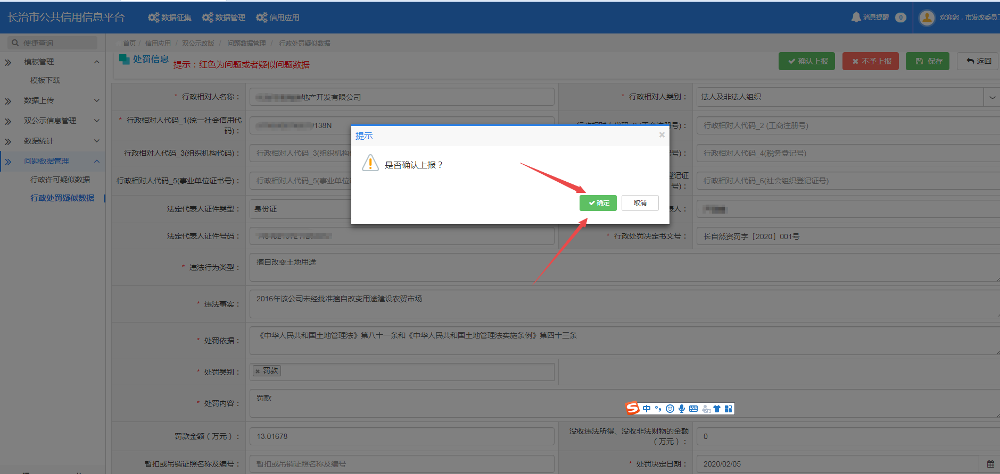 长治市公共信用信息平台
数据征集
数据管理
信用应用
消息提醒
0
欢迎您，市发改委员
便捷查询
首页 / 信用应用 / 双公示改版 / 问题数据管理 / 行政处罚疑似数据
模板管理
模板下载
数据上传
双公示信息管理
数据统计
问题数据管理
行政许可疑似数据
行政处罚疑似数据
处罚信息
提示：红色为问题或者疑似问题数据
确认上报
不予上报
保存
返回
* 行政相对人名称：
地产开发有限公司
* 行政相对人类别：
法人及非法人组织
* 行政相对人代码_1(统一社会信用代
码)：
0138N
号)：
行政相对人代码_2 (工商注册号)
行政相对人代码_3(组织机构代码)：
行政相对人代码_3(组织机构
号)：
行政相对人代码_4(税务登记号)
行政相对人代码_5(事业单位证书号)：
行政相对人代码_5(事业单位
登记证
号)：
行政相对人代码_6(社会组织登记证号)
法定代表人证件类型：
身份证
表人：
提示
是否确认上报？
确定
取消
法定代表人证件号码：
* 行政处罚决定书文号：
长自然资罚字〔2020〕001号
* 违法行为类型：
擅自改变土地用途
* 违法事实：
2016年该公司未经批准擅自改变用途建设农贸市场
* 处罚依据：
《中华人民共和国土地管理法》第八十一条和《中华人民共和国土地管理法实施条例》第四十三条
* 处罚类别：
罚款
* 处罚内容：
罚款
中
罚款金额（万元）：
13.01678
没收违法所得、没收非法财物的金额
（万元）：
0
暂扣或吊销证照名称及编号：
暂扣或吊销证照名称及编号
* 处罚决定日期：
2020/02/05